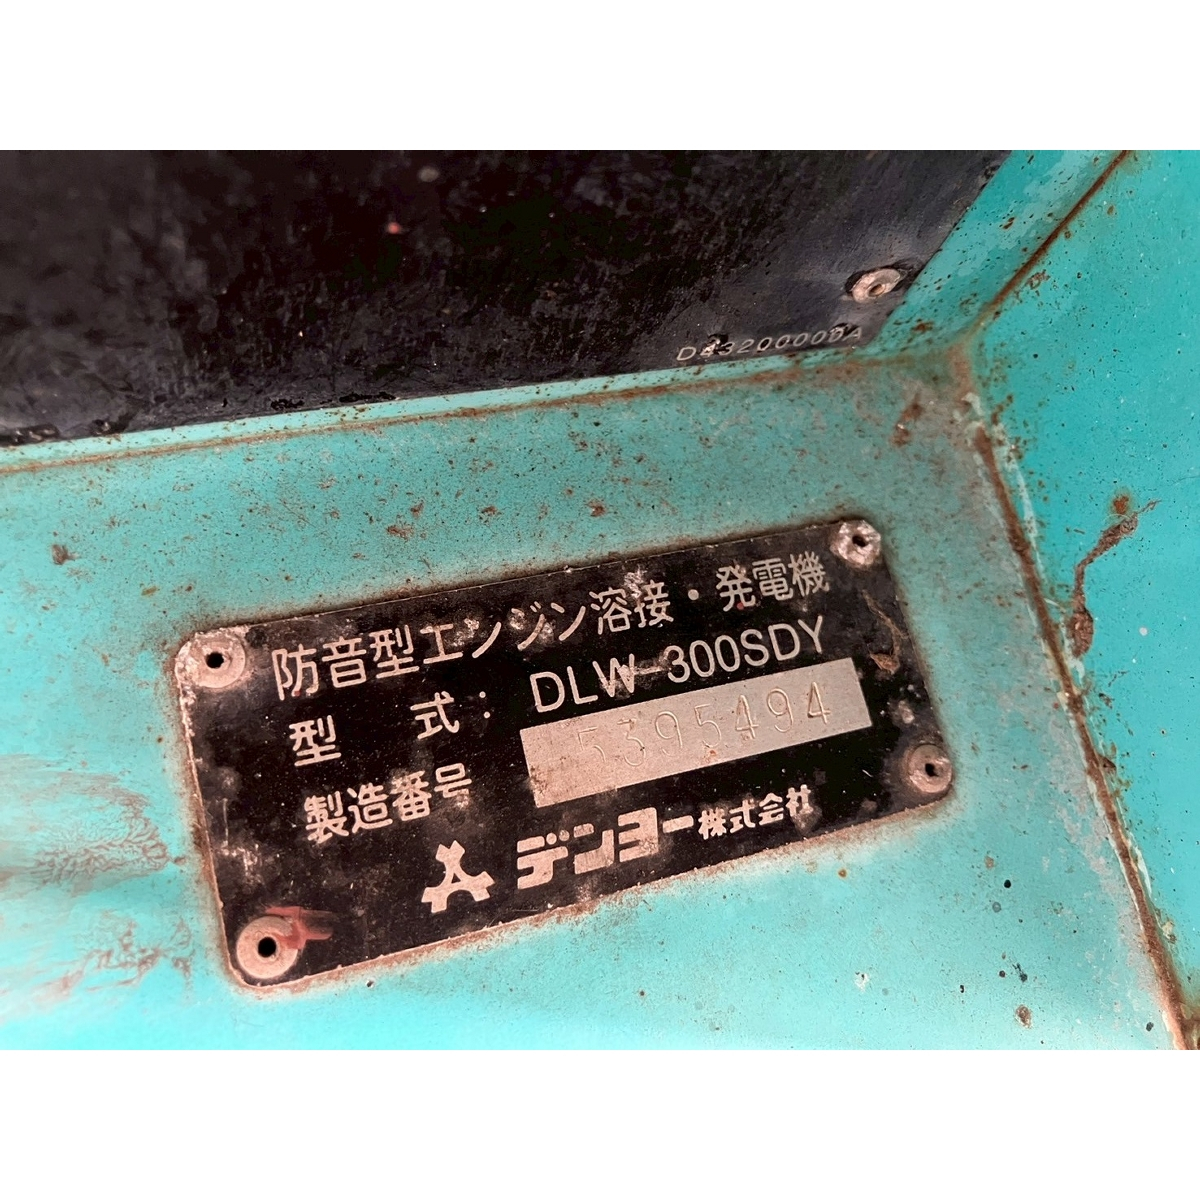 防音型エンジン溶接・発電機
型 式: DLW-300SDY
製造番号 5395494
デンヨー株式会社